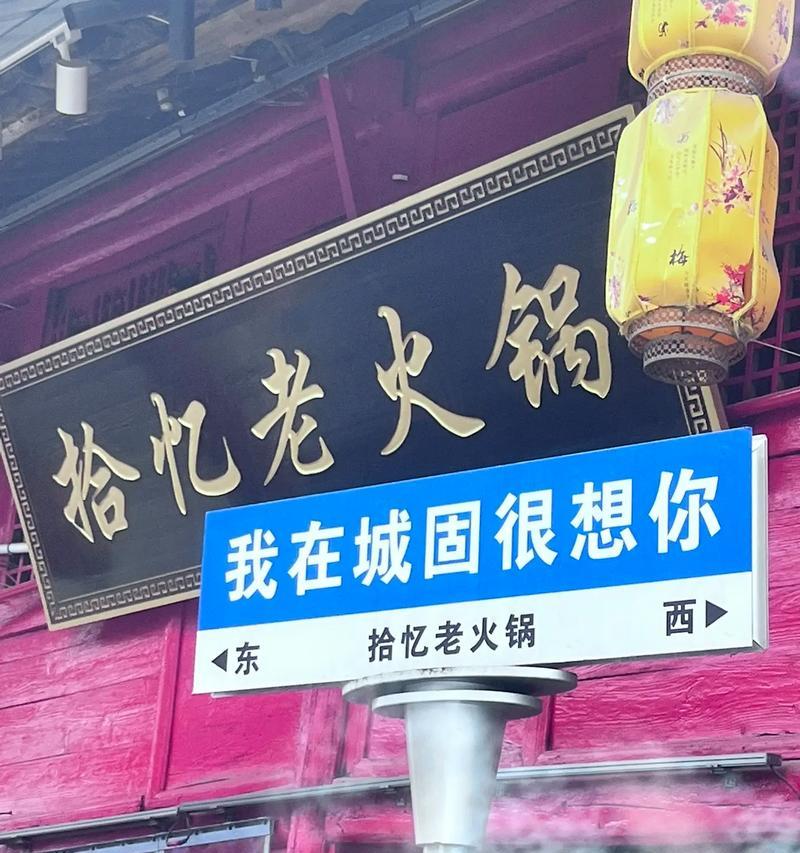 拾忆老火锅
梅
我在城固很想你
◀东 拾忆老火锅 西▶